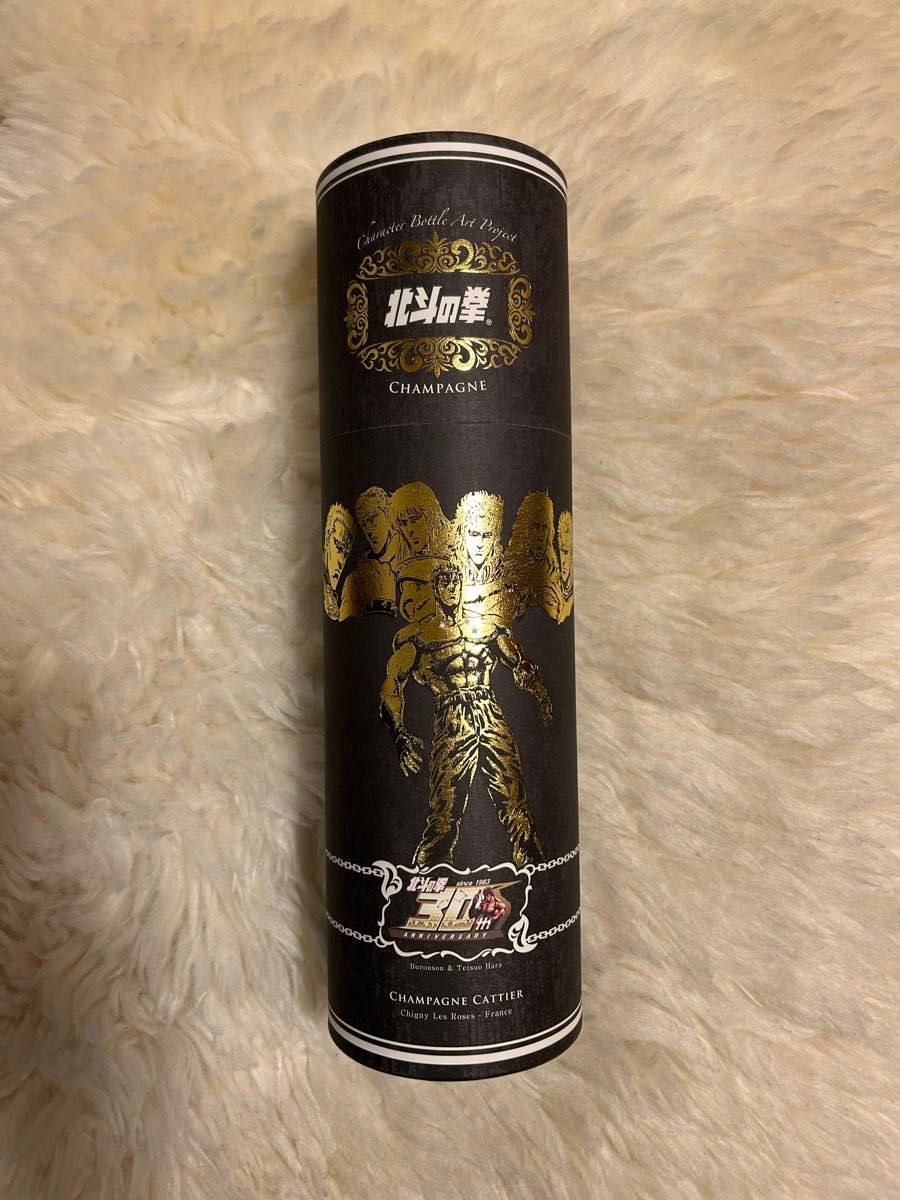 Character Bottle Art Project
北斗の拳®
CHAMPAGNE
北斗の拳 since 1983
30th
ANNIVERSARY
Buronson & Tetsuo Hara
CHAMPAGNE CATTIER
Chigny Les Roses - France